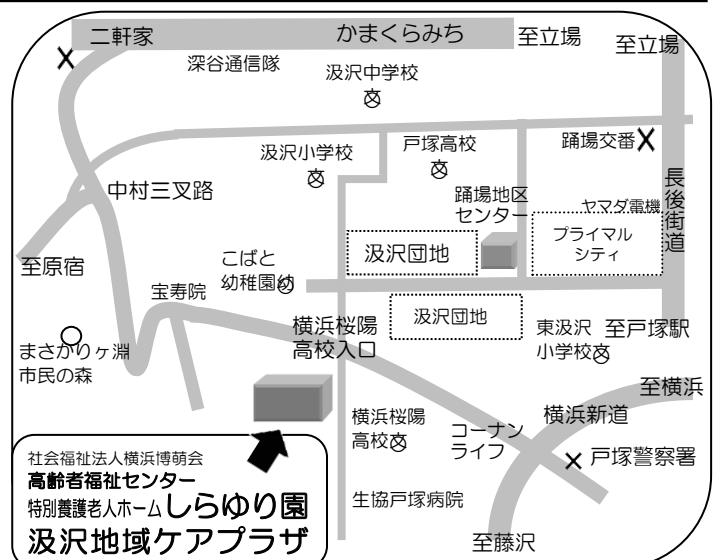 二軒家
かまくらみち
至立場
至立場
深谷通信隊
汲沢中学校
汲沢小学校
戸塚高校
踊場交番
中村三叉路
踊場地区
センター
ヤマダ電機
長後街道
プライマル
シティ
汲沢団地
至原宿
こばと
幼稚園幼
宝寿院
汲沢団地
横浜桜陽
高校入口
東汲沢
小学校
至戸塚駅
まさかりヶ淵
市民の森
至横浜
横浜新道
横浜桜陽
高校
コーナン
ライフ
戸塚警察署
生協戸塚病院
至藤沢
社会福祉法人横浜博萌会
高齢者福祉センター
特別養護老人ホームしらゆり園
汲沢地域ケアプラザ